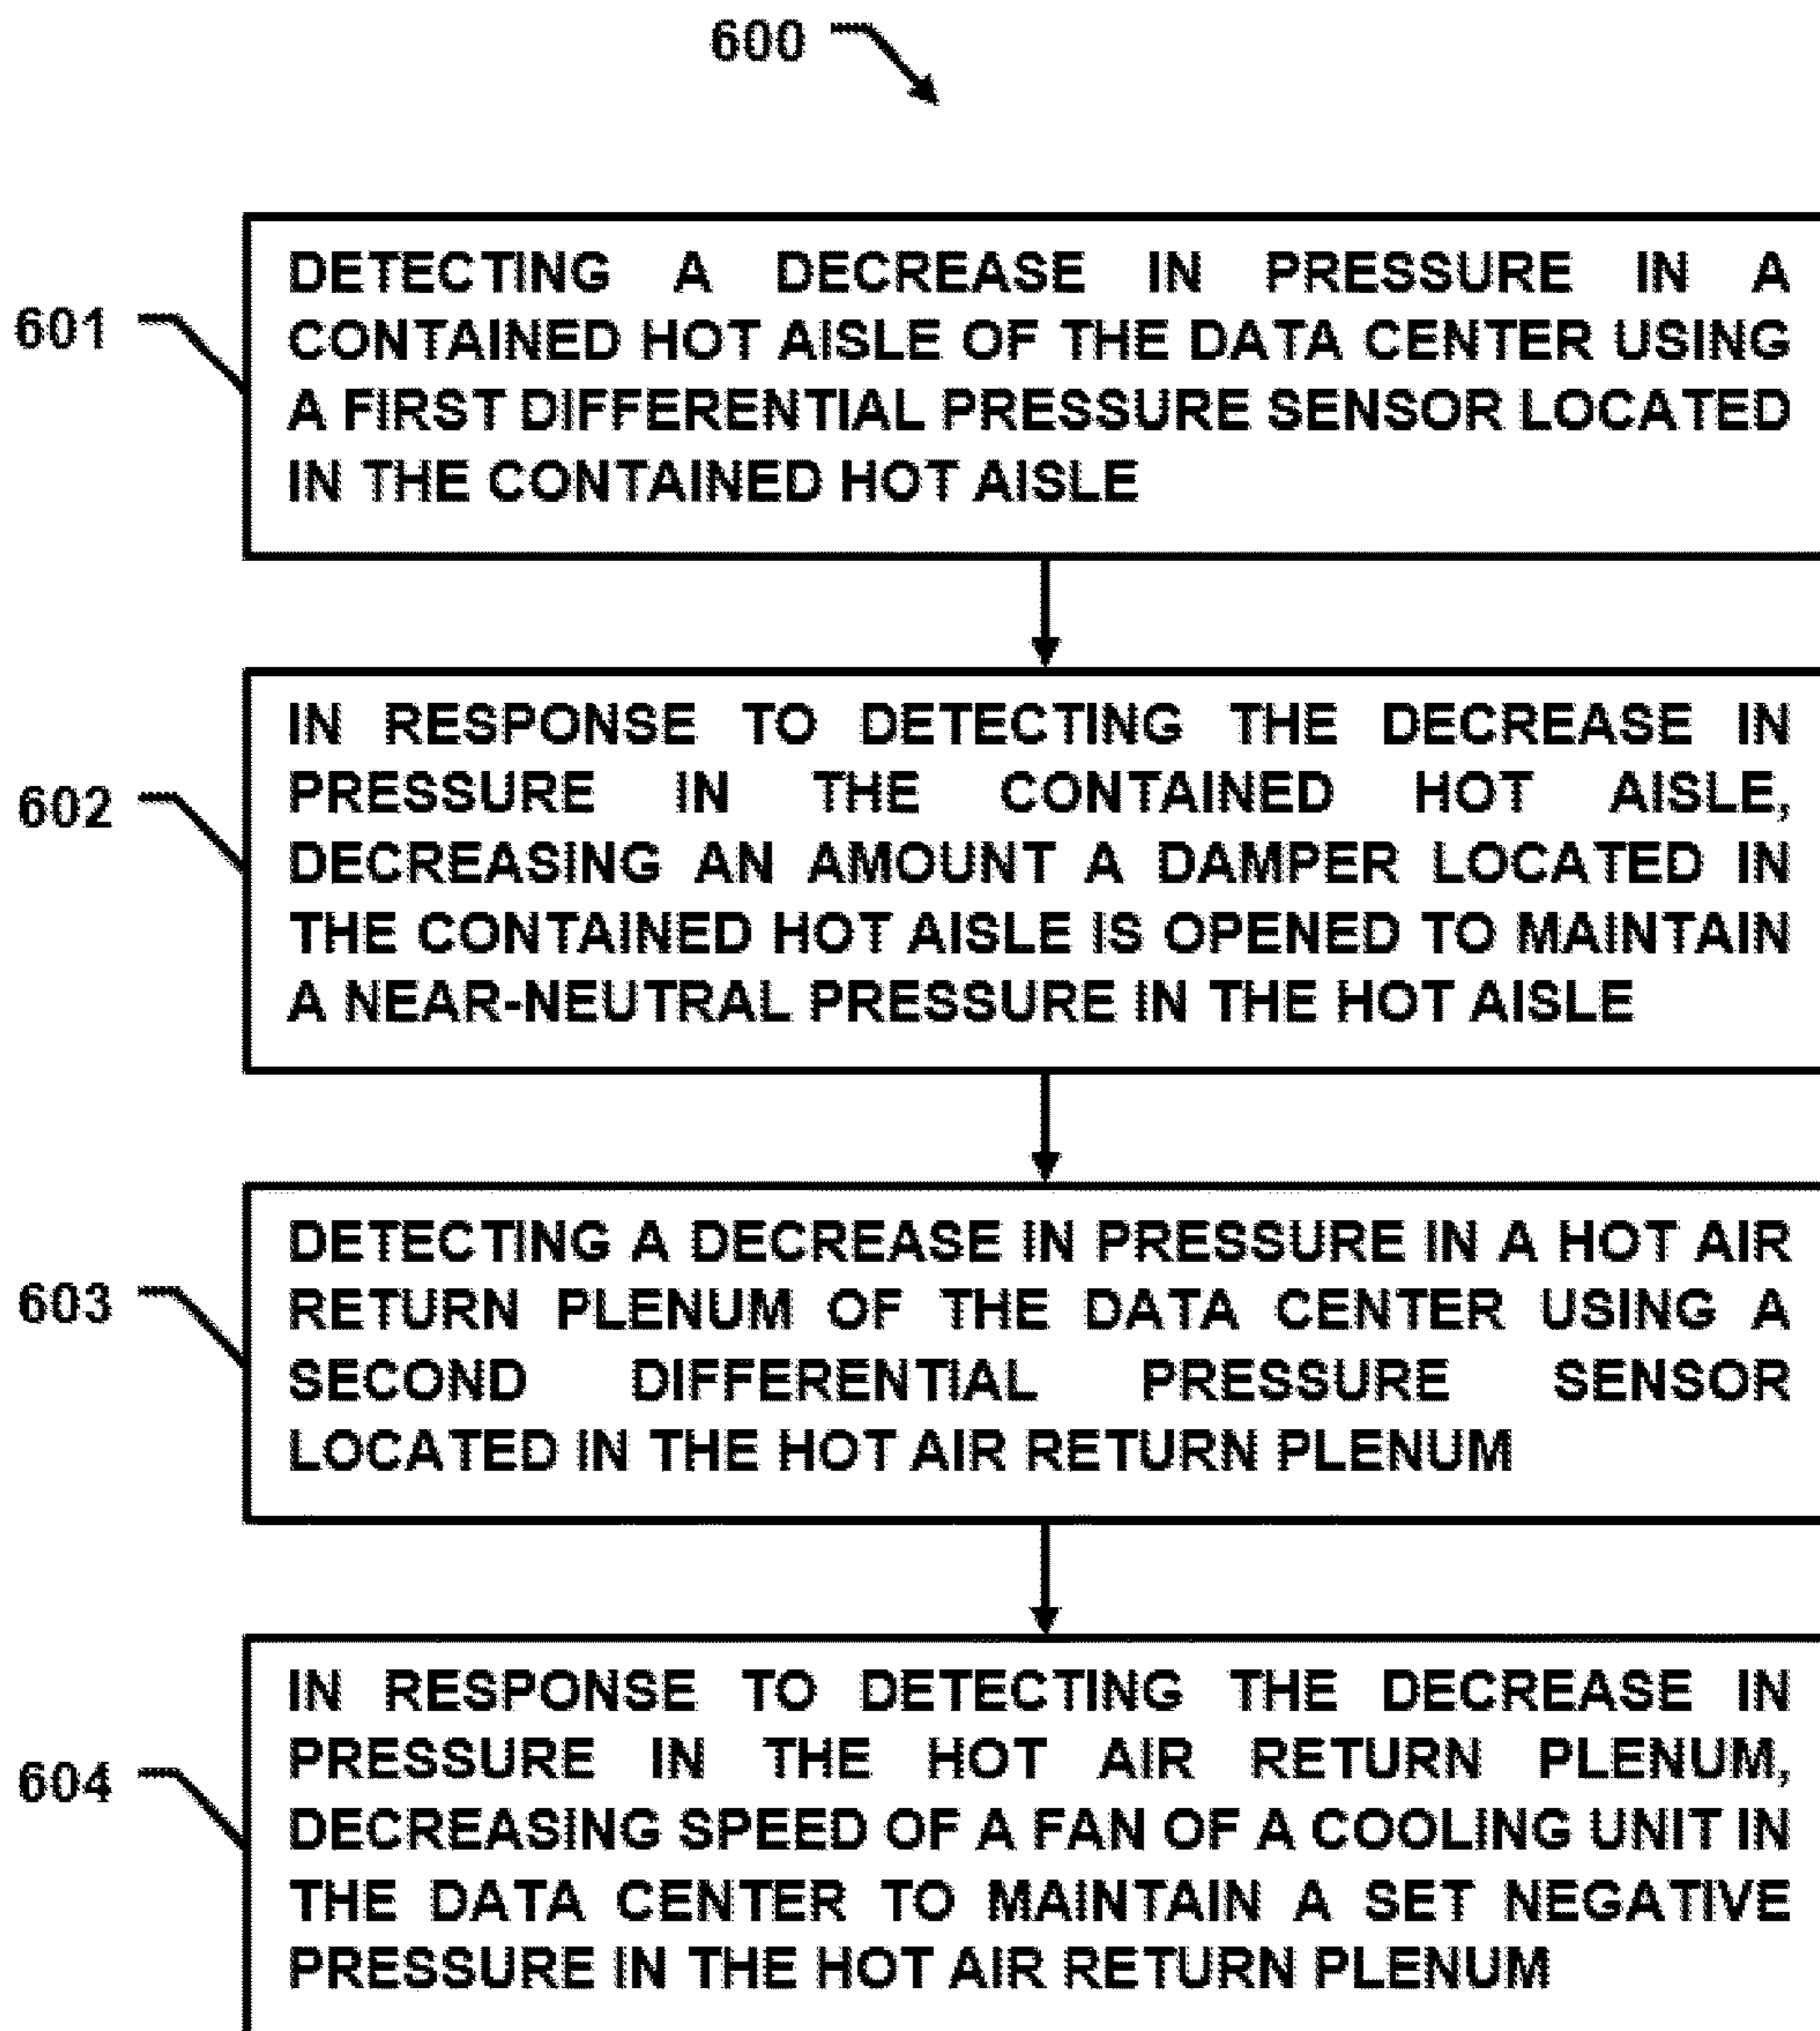 600
601
DETECTING A DECREASE IN PRESSURE IN A
CONTAINED HOT AISLE OF THE DATA CENTER USING
A FIRST DIFFERENTIAL PRESSURE SENSOR LOCATED
IN THE CONTAINED HOT AISLE
602
IN RESPONSE TO DETECTING THE DECREASE IN
PRESSURE IN THE CONTAINED HOT AISLE,
DECREASING AN AMOUNT A DAMPER LOCATED IN
THE CONTAINED HOT AISLE IS OPENED TO MAINTAIN
A NEAR-NEUTRAL PRESSURE IN THE HOT AISLE
603
DETECTING A DECREASE IN PRESSURE IN A HOT AIR
RETURN PLENUM OF THE DATA CENTER USING A
SECOND DIFFERENTIAL PRESSURE SENSOR
LOCATED IN THE HOT AIR RETURN PLENUM
604
IN RESPONSE TO DETECTING THE DECREASE IN
PRESSURE IN THE HOT AIR RETURN PLENUM,
DECREASING SPEED OF A FAN OF A COOLING UNIT IN
THE DATA CENTER TO MAINTAIN A SET NEGATIVE
PRESSURE IN THE HOT AIR RETURN PLENUM